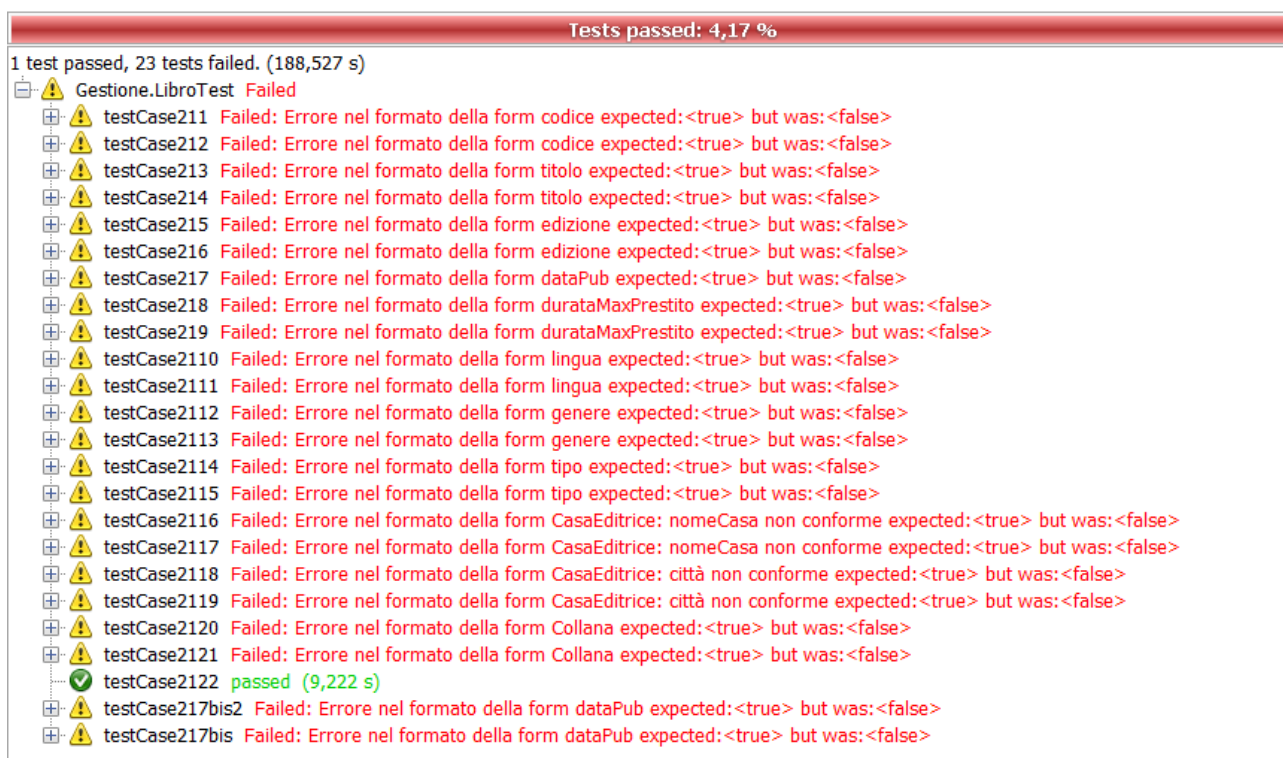 Tests passed: 4,17 %
1 test passed, 23 tests failed. (188,527 s)
Gestione.LibroTest Failed
testCase211 Failed: Errore nel formato della form codice expected:<true> but was:<false>
testCase212 Failed: Errore nel formato della form codice expected:<true> but was:<false>
testCase213 Failed: Errore nel formato della form titolo expected:<true> but was:<false>
testCase214 Failed: Errore nel formato della form titolo expected:<true> but was:<false>
testCase215 Failed: Errore nel formato della form edizione expected:<true> but was:<false>
testCase216 Failed: Errore nel formato della form edizione expected:<true> but was:<false>
testCase217 Failed: Errore nel formato della form dataPub expected:<true> but was:<false>
testCase218 Failed: Errore nel formato della form durataMaxPrestito expected:<true> but was:<false>
testCase219 Failed: Errore nel formato della form durataMaxPrestito expected:<true> but was:<false>
testCase2110 Failed: Errore nel formato della form lingua expected:<true> but was:<false>
testCase2111 Failed: Errore nel formato della form lingua expected:<true> but was:<false>
testCase2112 Failed: Errore nel formato della form genere expected:<true> but was:<false>
testCase2113 Failed: Errore nel formato della form genere expected:<true> but was:<false>
testCase2114 Failed: Errore nel formato della form tipo expected:<true> but was:<false>
testCase2115 Failed: Errore nel formato della form tipo expected:<true> but was:<false>
testCase2116 Failed: Errore nel formato della form CasaEditrice: nomeCasa non conforme expected:<true> but was:<false>
testCase2117 Failed: Errore nel formato della form CasaEditrice: nomeCasa non conforme expected:<true> but was:<false>
testCase2118 Failed: Errore nel formato della form CasaEditrice: città non conforme expected:<true> but was:<false>
testCase2119 Failed: Errore nel formato della form CasaEditrice: città non conforme expected:<true> but was:<false>
testCase2120 Failed: Errore nel formato della form Collana expected:<true> but was:<false>
testCase2121 Failed: Errore nel formato della form Collana expected:<true> but was:<false>
testCase2122 passed (9,222 s)
testCase217bis2 Failed: Errore nel formato della form dataPub expected:<true> but was:<false>
testCase217bis Failed: Errore nel formato della form dataPub expected:<true> but was:<false>